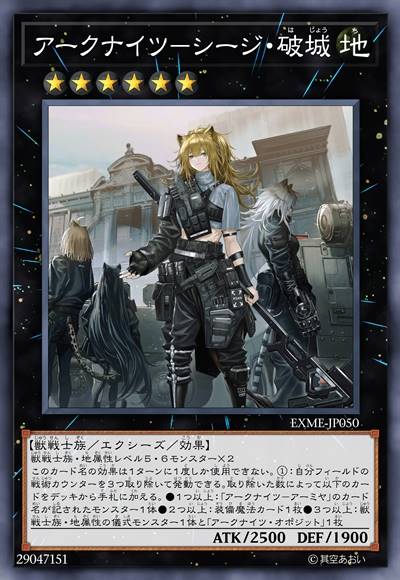 アークナイツ－シージ・破城 地
EXME-JP050
【獣戦士族／エクシーズ／効果】
獣戦士族・地属性レベル５・６モンスター×２
このカード名の効果は１ターンに１度しか使用できない。①：自分フィールドの
戦術カウンターを３つ取り除いて発動できる。取り除いた数によって以下のカー
ドをデッキから手札に加える。●１つ以上：「アークナイツ－アーミヤ」のカード
名が記されたモンスター１体●２つ以上：装備魔法カード１枚●３つ以上：獣
戦士族・地属性の儀式モンスター１体と「アークナイツ・オポジット」１枚
ATK/2500 DEF/1900
29047151
©其空あおい